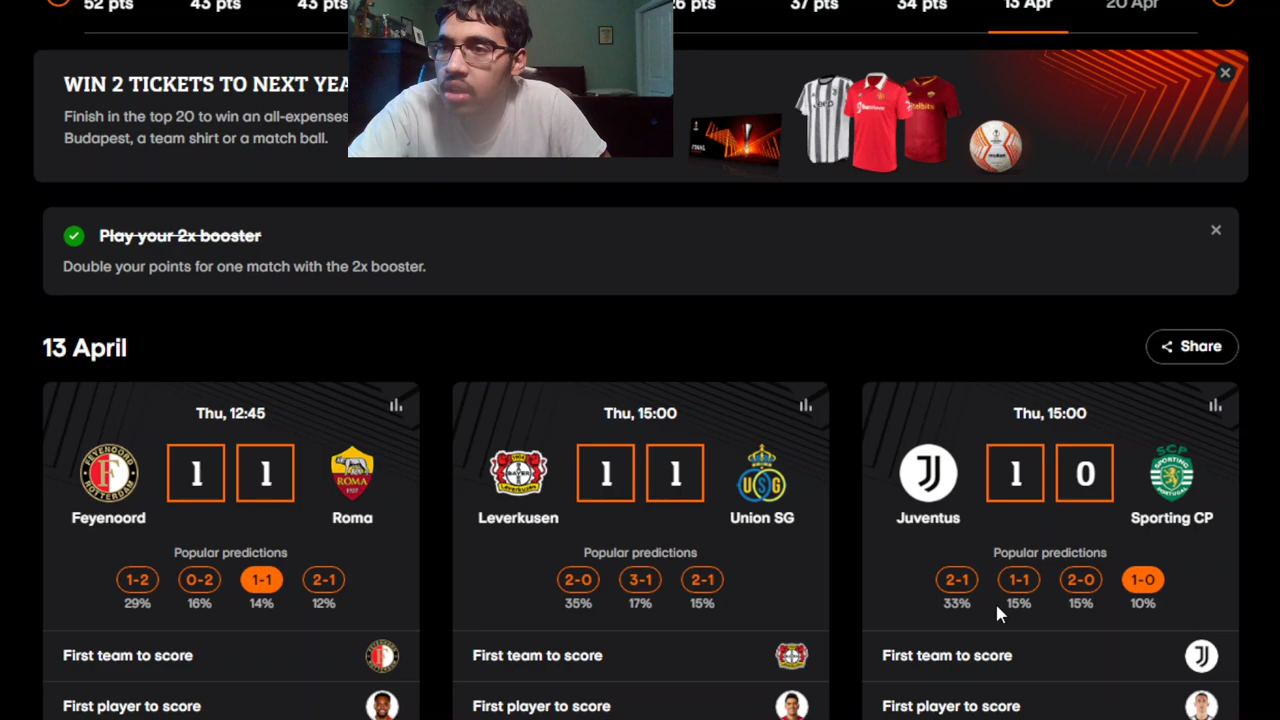 52 pts 43 pts 43 pts 26 pts 37 pts 34 pts 13 Apr 20 Apr
WIN 2 TICKETS TO NEXT YEA
Finish in the top 20 to win an all-expenses
Budapest, a team shirt or a match ball.
Play your 2x booster
Double your points for one match with the 2x booster.
13 April
Share
Thu, 12:45
1 1
Feyenoord Roma
Popular predictions
1-2 0-2 1-1 2-1
29% 16% 14% 12%
First team to score
First player to score
Thu, 15:00
1 1
Leverkusen Union SG
Popular predictions
2-0 3-1 2-1
35% 17% 15%
First team to score
First player to score
Thu, 15:00
1 0
Juventus Sporting CP
Popular predictions
2-1 1-1 2-0 1-0
33% 15% 15% 10%
First team to score
First player to score